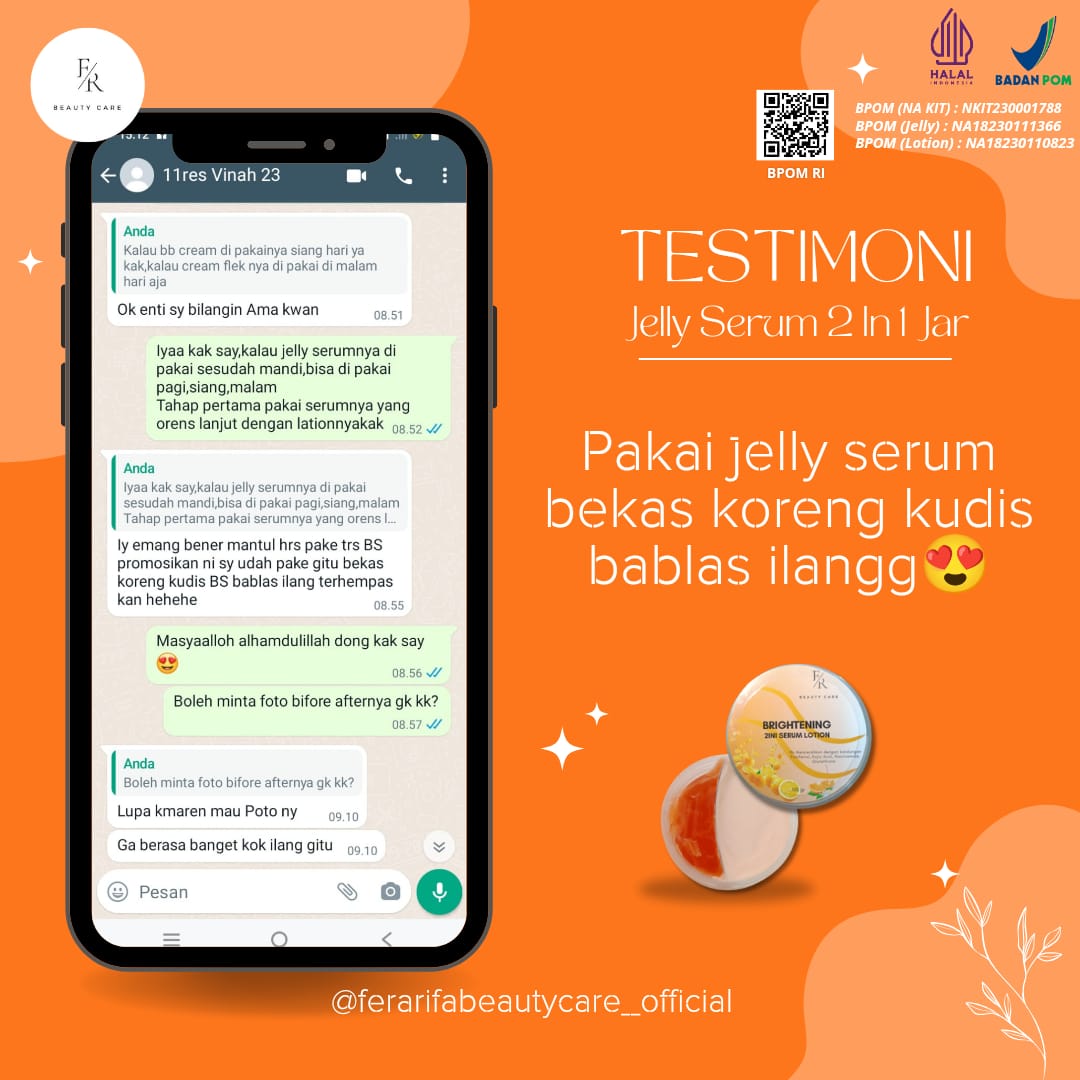 F/R
BEAUTY CARE
HALAL
INDONESIA
BADAN POM
BPOM (NA KIT) : NKIT230001788
BPOM (Jelly) : NA18230111366
BPOM (Lotion) : NA18230110823
BPOM RI
11res Vinah 23
Anda
Kalau bb cream di pakainya siang hari ya
kak,kalau cream flek nya di pakai di malam
hari aja
Ok enti sy bilangin Ama kwan
08.51
Iyaa kak say,kalau jelly serumnya di
pakai sesudah mandi,bisa di pakai
pagi,siang,malam
Tahap pertama pakai serumnya yang
orens lanjut dengan lationnyakak 08.52
Anda
Iyaa kak say,kalau jelly serumnya di pakai
sesudah mandi,bisa di pakai pagi,siang,malam
Tahap pertama pakai serumnya yang orens l...
Iy emang bener mantul hrs pake trs BS
promosikan ni sy udah pake gitu bekas
koreng kudis BS bablas ilang terhempas
kan hehehe
08.55
Masyaalloh alhamdulillah dong kak say
😍
08.56
Boleh minta foto bifore afternya gk kk?
08.57
Anda
Boleh minta foto bifore afternya gk kk?
Lupa kmaren mau Poto ny 09.10
Ga berasa banget kok ilang gitu 09.10
Pesan
TESTIMONI
Jelly Serum 2 In 1 Jar
Pakai jelly serum
bekas koreng kudis
bablas ilangg😍
F/R
BEAUTY CARE
BRIGHTENING
2IN1 SERUM LOTION
@ferarifabeautycare__official